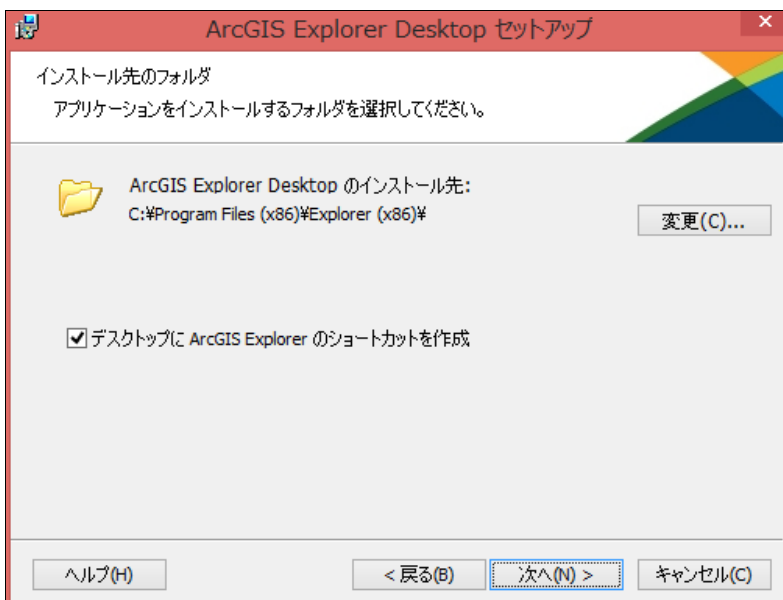 ArcGIS Explorer Desktop セットアップ
インストール先のフォルダ
アプリケーションをインストールするフォルダを選択してください。
ArcGIS Explorer Desktop のインストール先:
C:¥Program Files (x86)¥Explorer (x86)¥
変更(C)...
デスクトップに ArcGIS Explorer のショートカットを作成
ヘルプ(H)
< 戻る(B)
次へ(N) >
キャンセル(C)